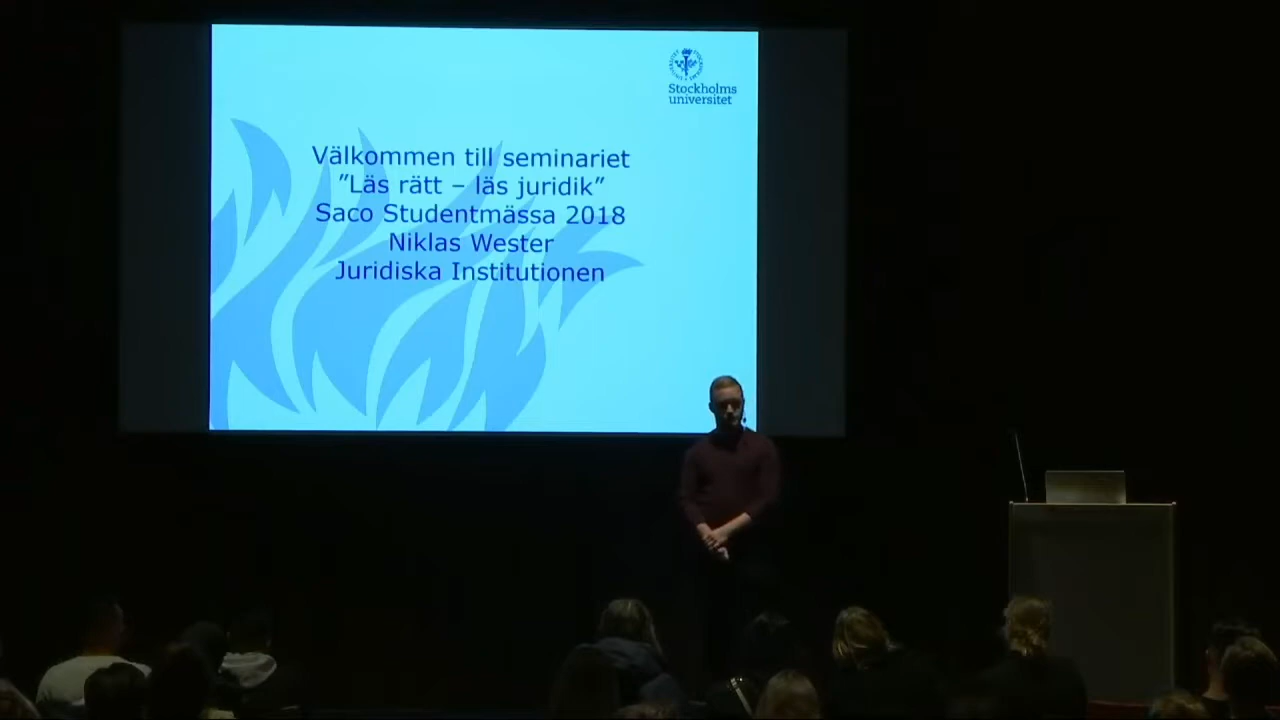 Stockholms
universitet
Välkommen till seminariet
”Läs rätt – läs juridik”
Saco Studentmässa 2018
Niklas Wester
Juridiska Institutionen